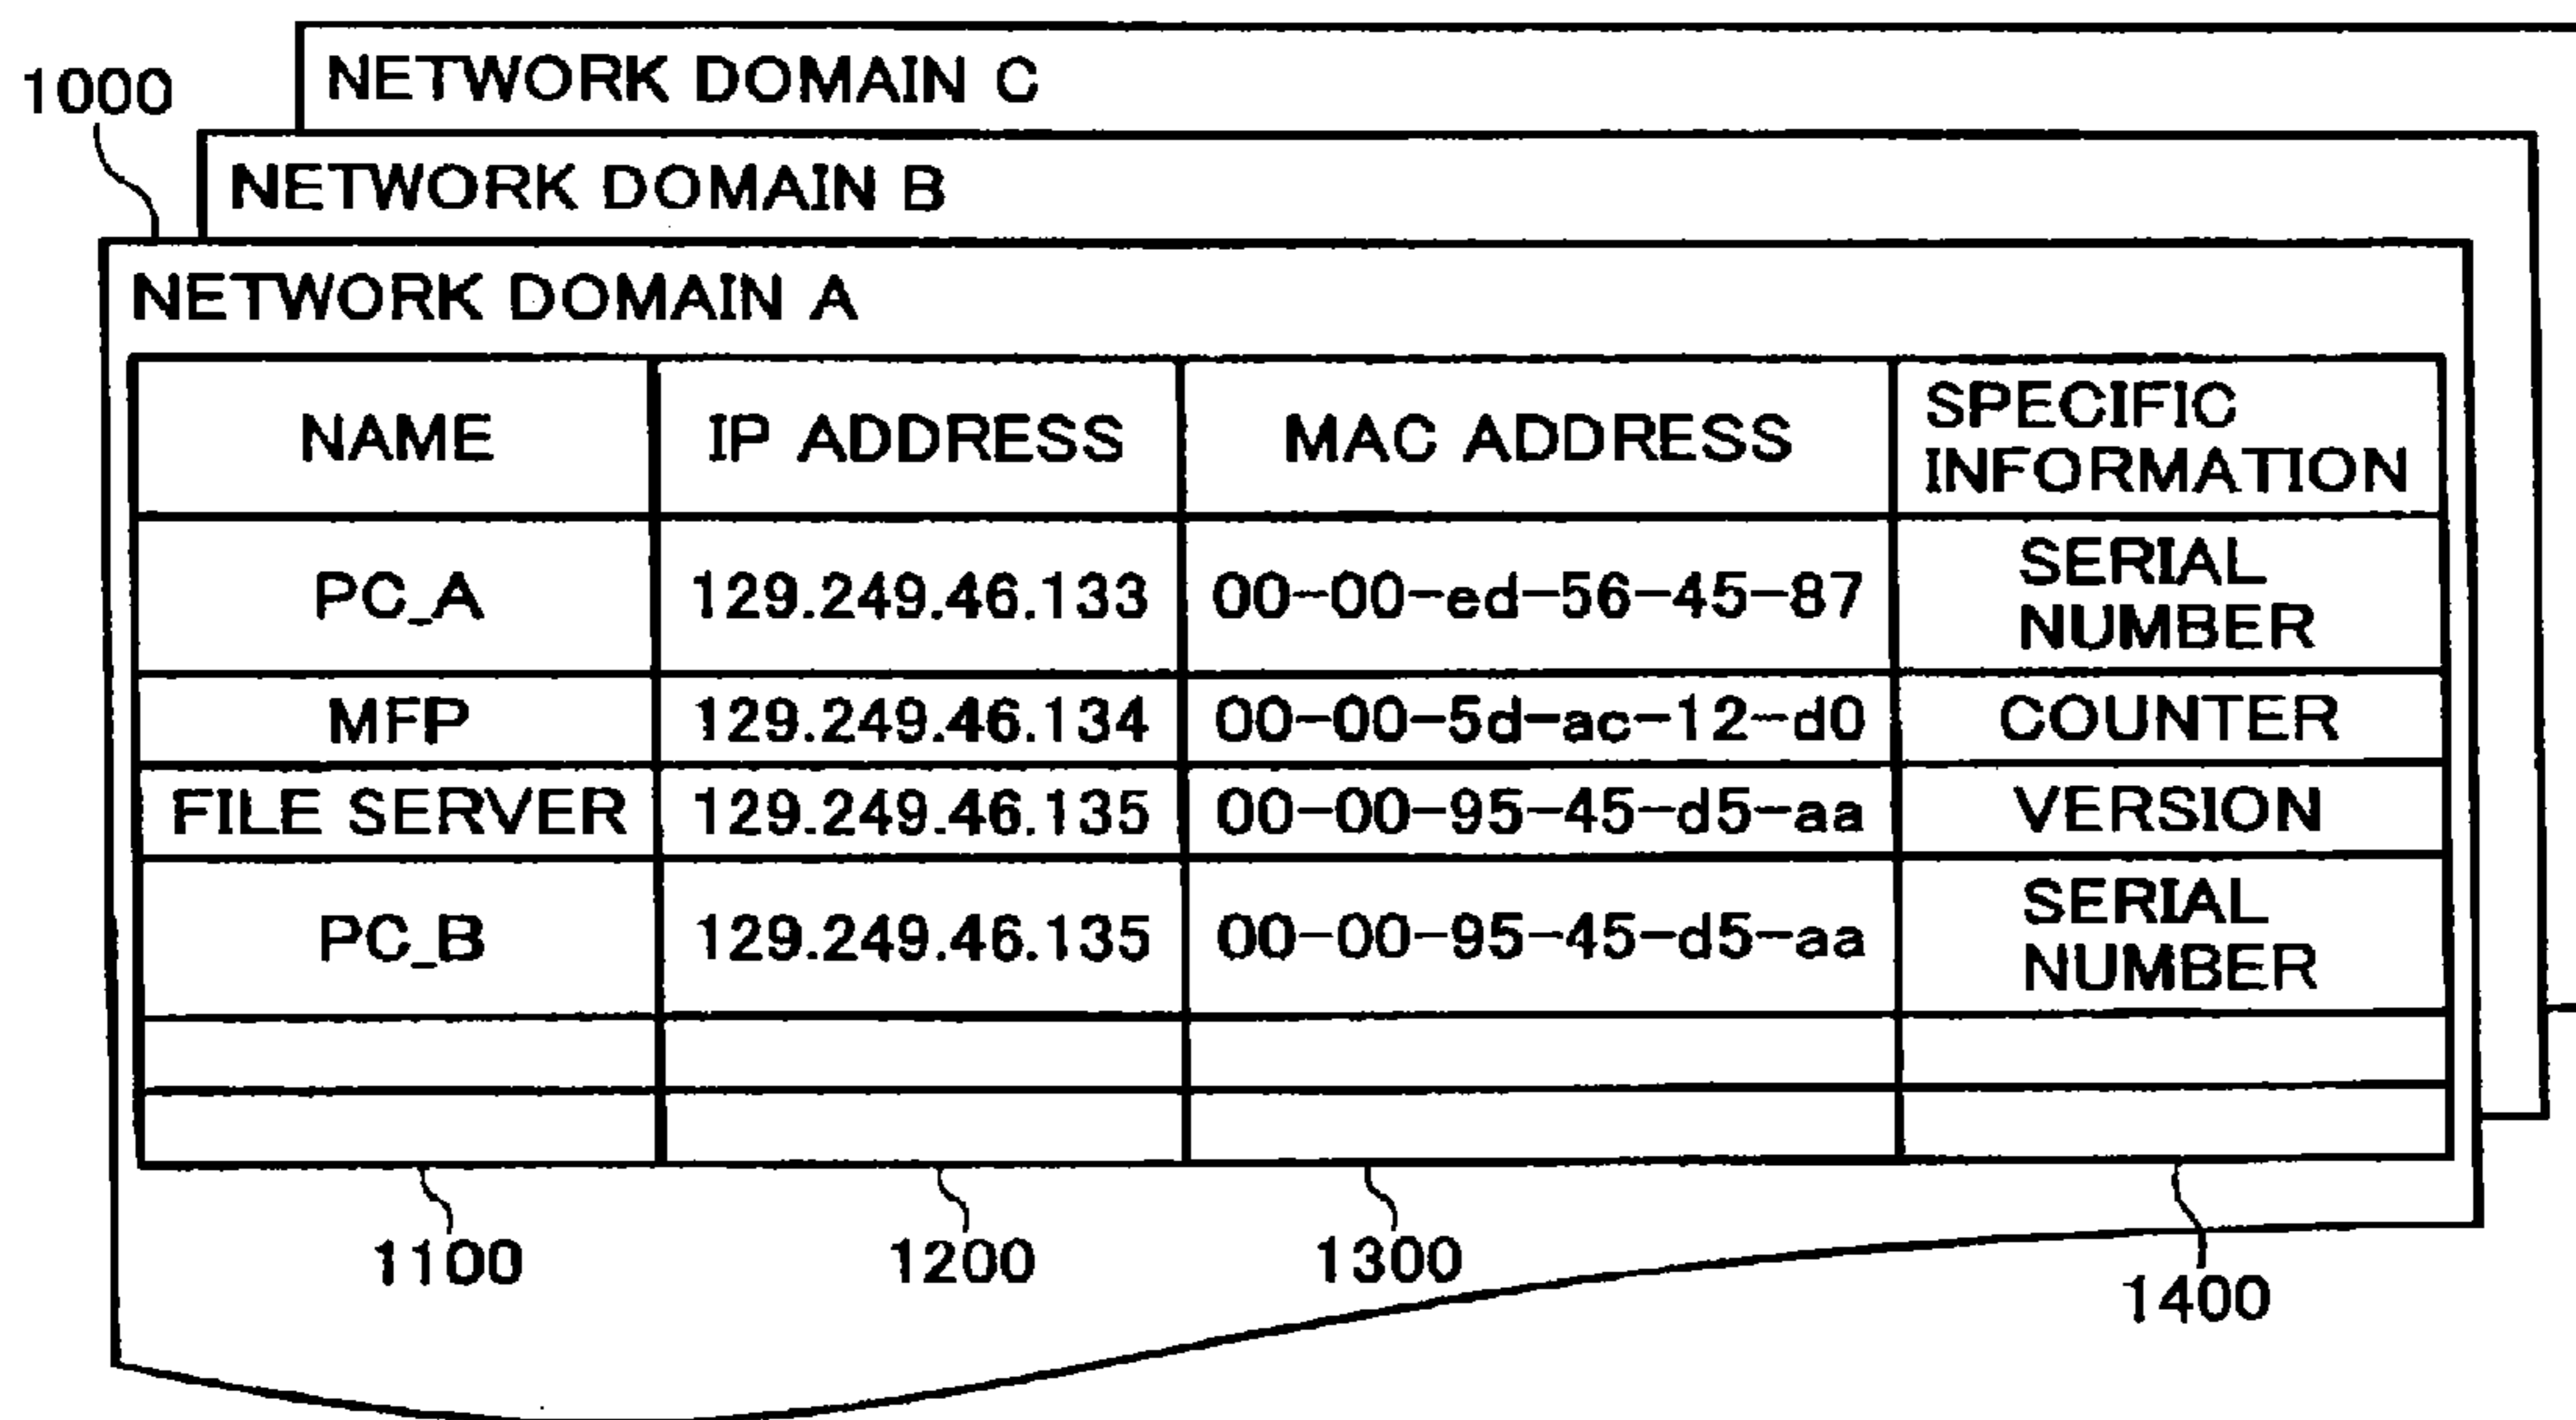 NETWORK DOMAIN C
1000
NETWORK DOMAIN B
NETWORK DOMAIN A
NAME IP ADDRESS MAC ADDRESS SPECIFIC INFORMATION
PC_A 129.249.46.133 00-00-ed-56-45-87 SERIAL NUMBER
MFP 129.249.46.134 00-00-5d-ac-12-d0 COUNTER
FILE SERVER 129.249.46.135 00-00-95-45-d5-aa VERSION
PC_B 129.249.46.135 00-00-95-45-d5-aa SERIAL NUMBER
1100 1200 1300 1400